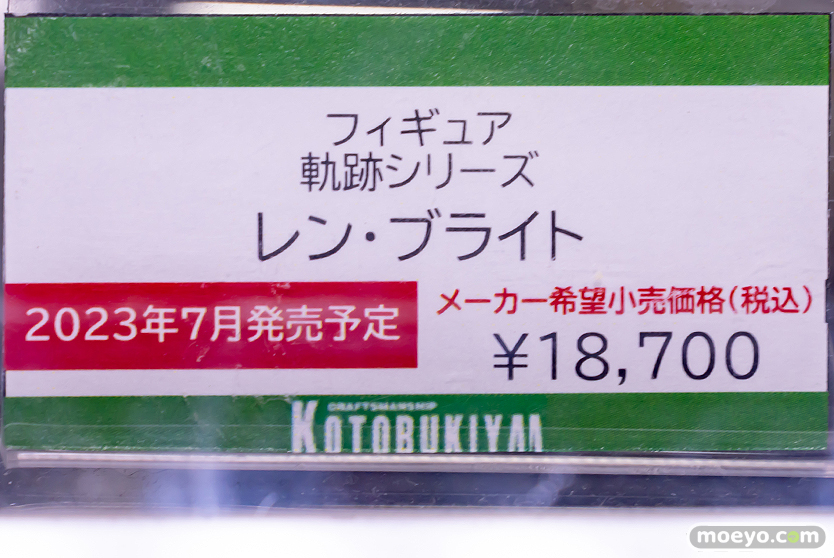 フィギュア
軌跡シリーズ
レン・ブライト
2023年7月発売予定
メーカー希望小売価格(税込)
¥18,700
CRAFTSMANSHIP
KOTOBUKIYA
moeyo.com